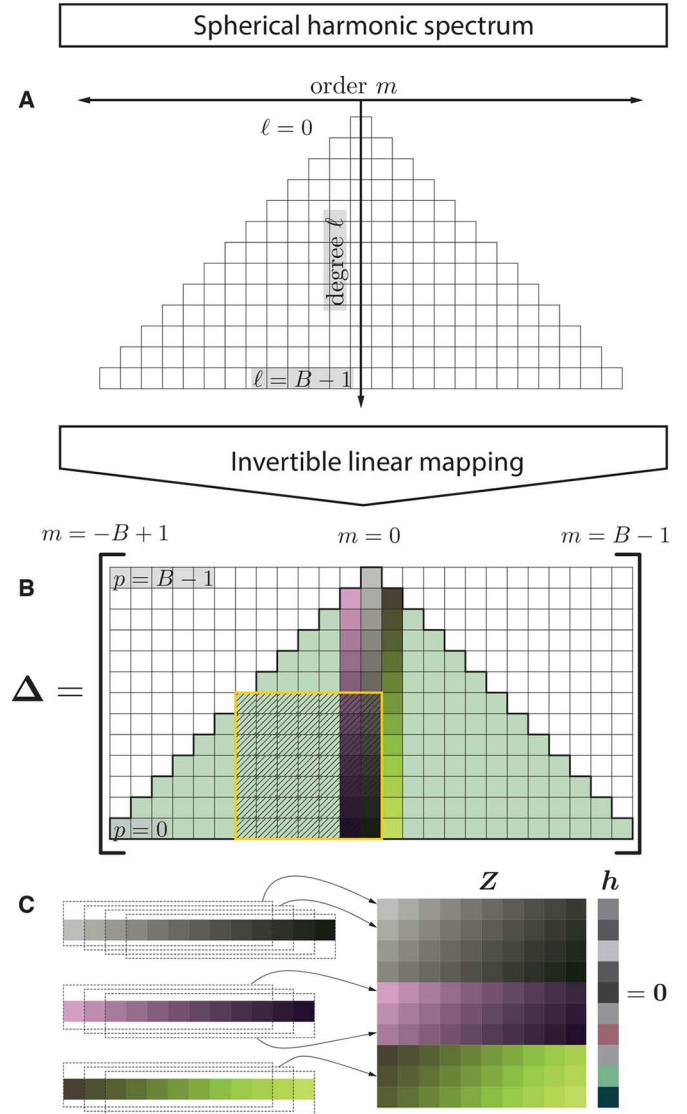 Spherical harmonic spectrum
A
order m
ℓ = 0
degree ℓ
ℓ = B − 1
Invertible linear mapping
m = −B + 1
m = 0
m = B − 1
B
p = B − 1
Δ =
p = 0
C
Z
h
= 0